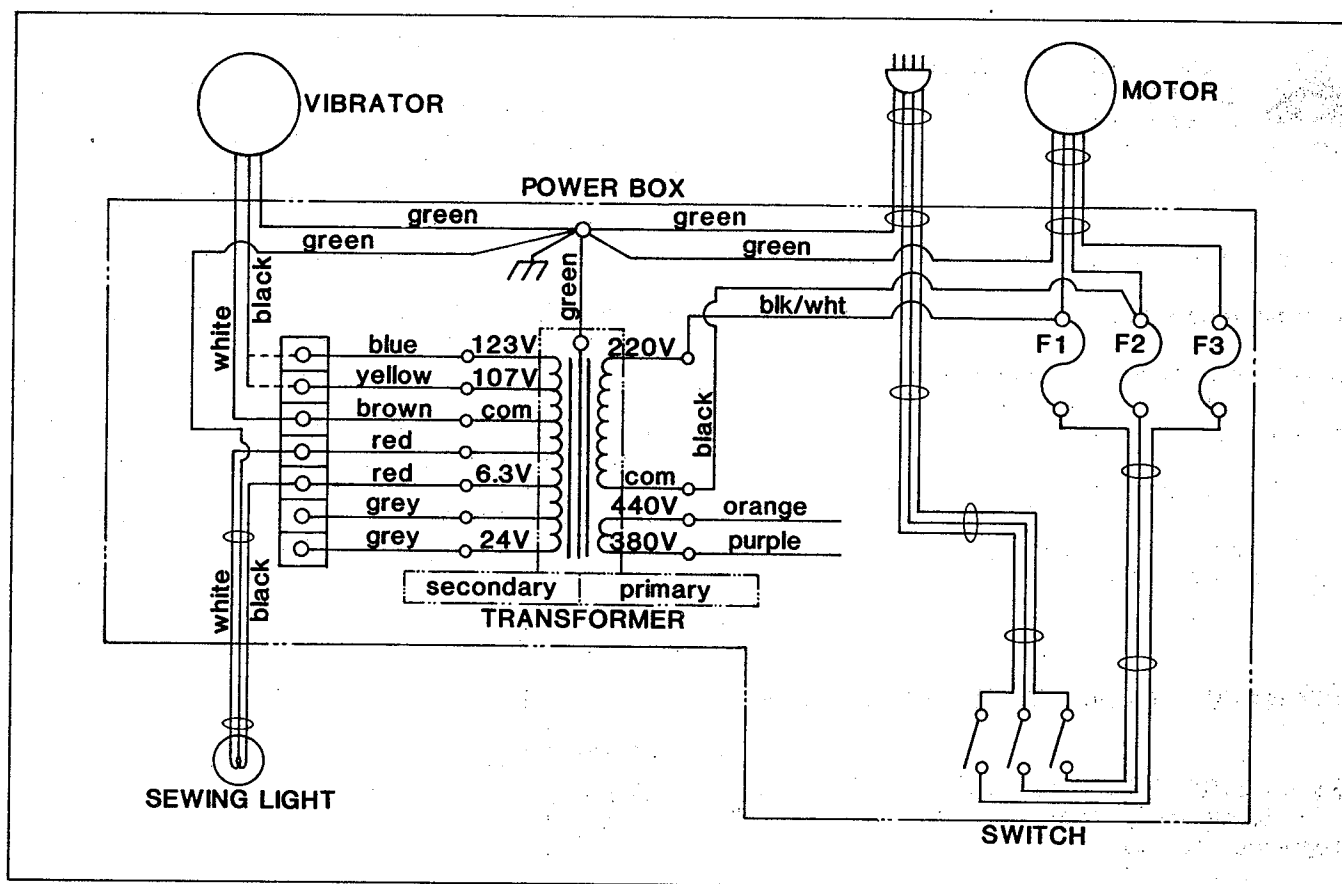 VIBRATOR
MOTOR
POWER BOX
green
green
green
green
green
black
white
blk/wht
blue
123V
220V
F1
F2
F3
yellow
107V
brown
com
black
red
red
6.3V
com
grey
440V
orange
grey
24V
380V
purple
white
black
secondary
primary
TRANSFORMER
SEWING LIGHT
SWITCH